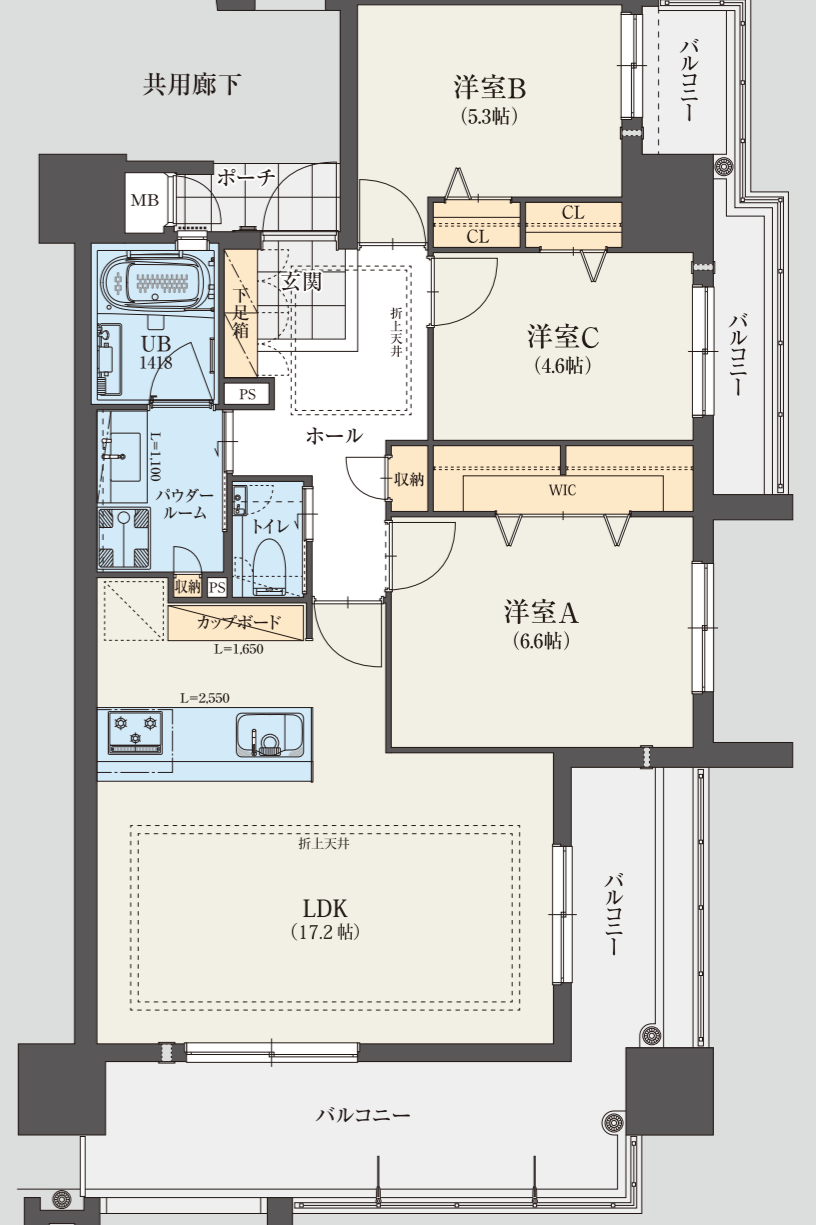 共用廊下
洋室B
(5.3帖)
バルコニー
ポーチ
MB
CL
CL
玄関
下足箱
折上天井
洋室C
(4.6帖)
バルコニー
UB
1418
PS
ホール
L=1,100
パウダー
ルーム
収納
WIC
トイレ
収納
PS
カップボード
L=1,650
洋室A
(6.6帖)
L=2,550
折上天井
LDK
(17.2帖)
バルコニー
バルコニー